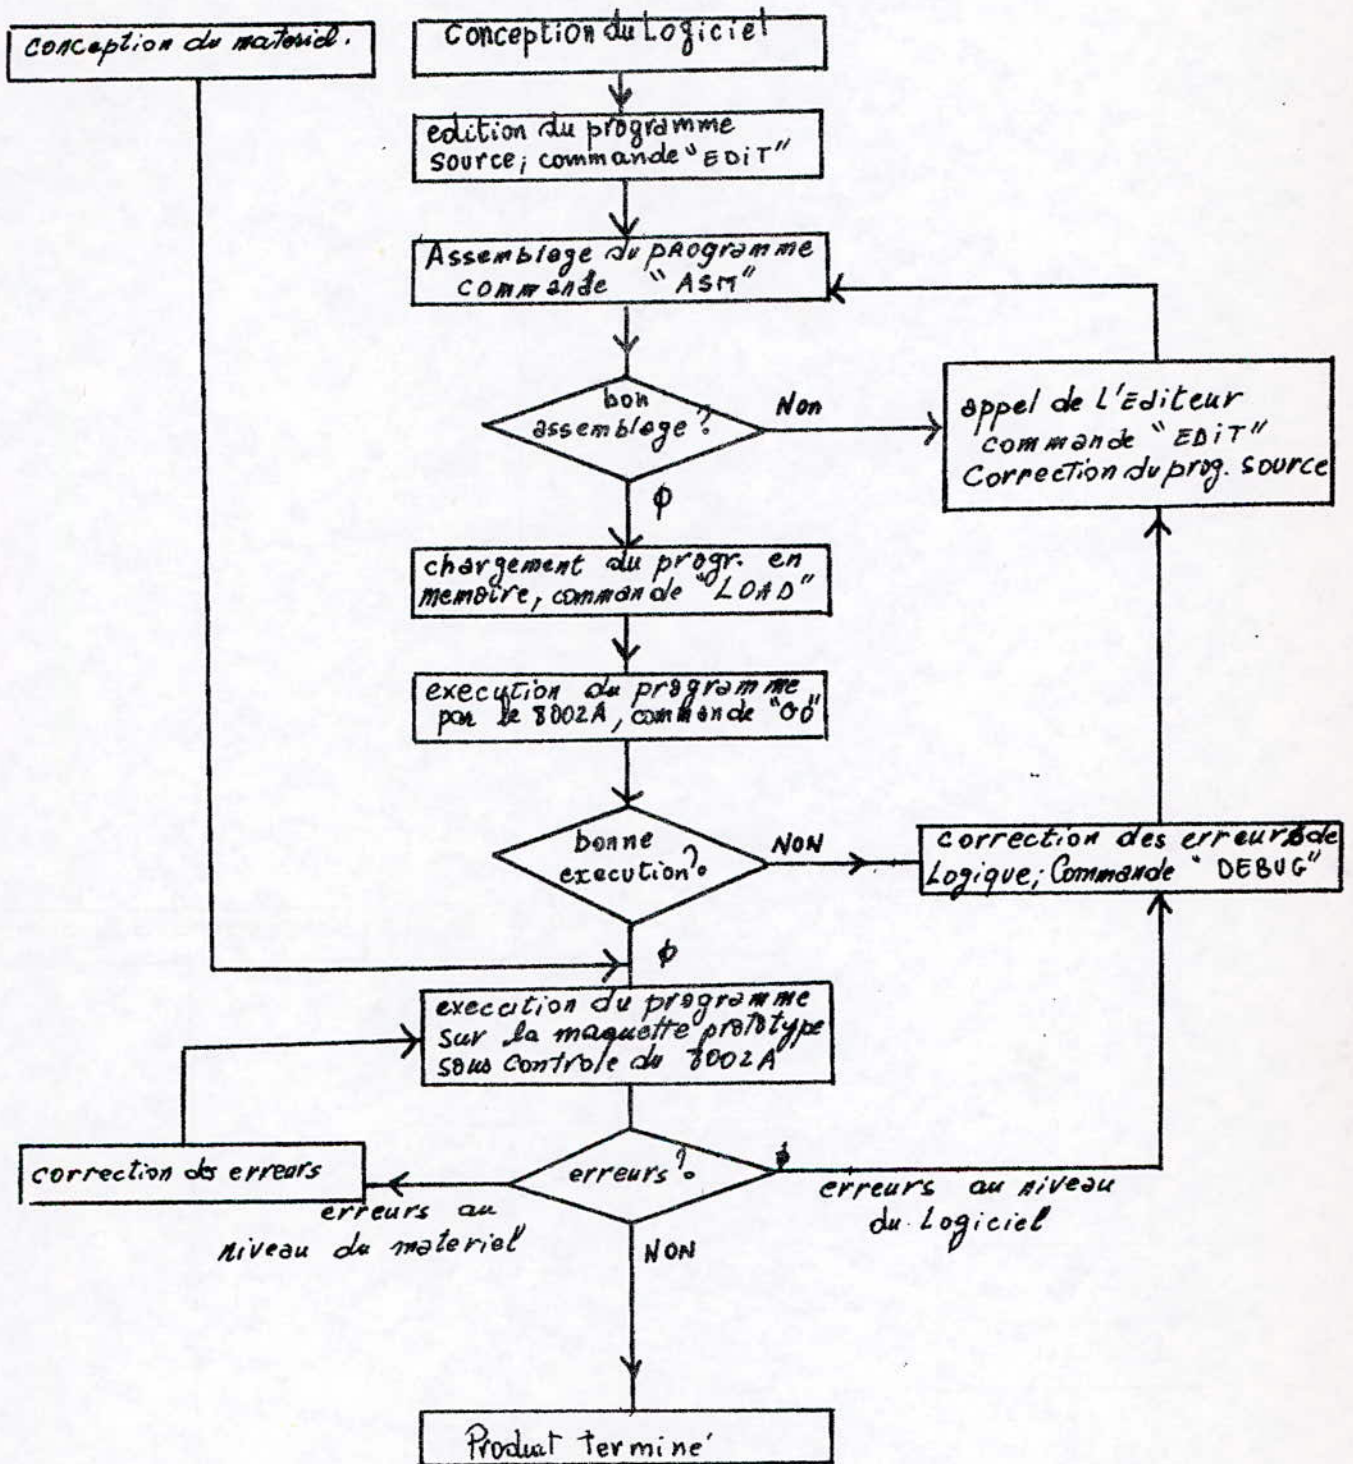 conception du materiel.
Conception du Logiciel
edition du programme
source; commande "EDiT"
Assemblage du programme
commande "ASM"
bon
assemblage?
Non
appel de L'Editeur
commande "EDiT"
Correction du prog. source
φ
chargement du progr. en
memoire, commande "LOAD"
execution du programme
par le 8002A, commande "GO"
bonne
execution?
NON
correction des erreurs de
Logique; Commande "DEBUG"
φ
execution du programme
sur la maquette prototype
sous controle du 8002A
correction des erreurs
erreurs?
φ
erreurs au
niveau du materiel
erreurs au niveau
du Logiciel
NON
Produit terminé